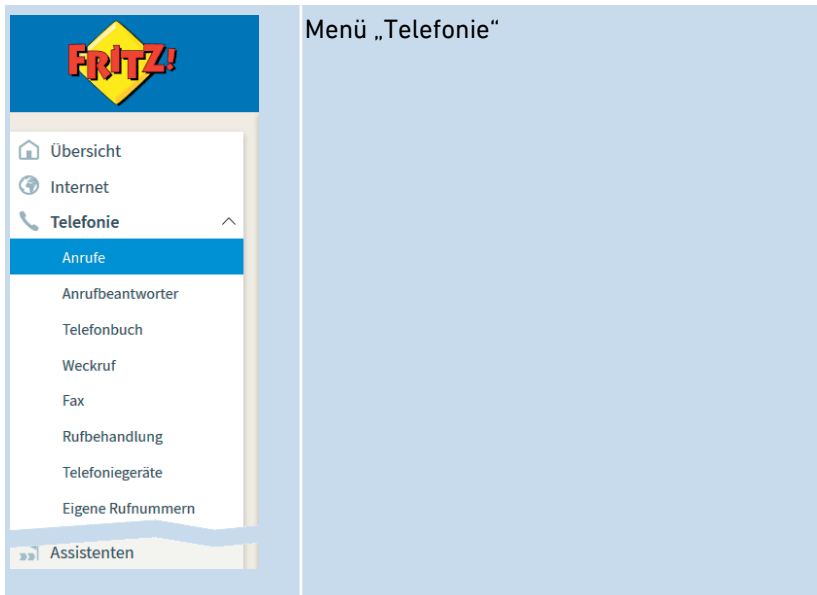 FRITZ!
Menü „Telefonie“
Übersicht
Internet
Telefonie
Anrufe
Anrufbeantworter
Telefonbuch
Weckruf
Fax
Rufbehandlung
Telefoniegeräte
Eigene Rufnummern
Assistenten